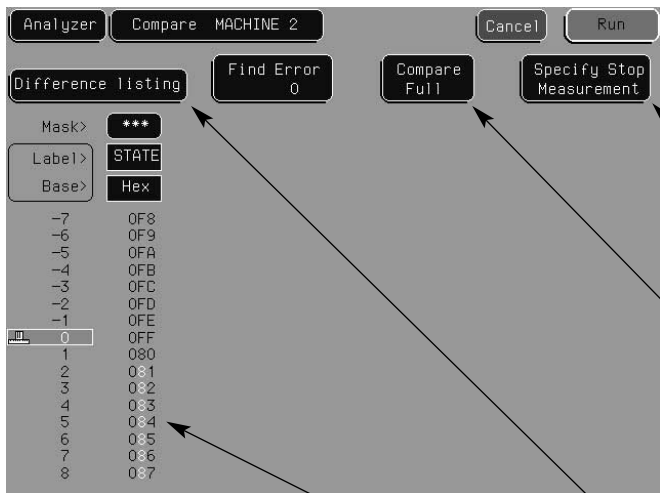 Analyzer Compare MACHINE 2 Cancel Run
Difference listing Find Error 0 Compare Full Specify Stop Measurement
Mask> ***
Label> STATE
Base> Hex
-7 0F8
-6 0F9
-5 0FA
-4 0FB
-3 0FC
-2 0FD
-1 0FE
0 0FF
1 080
2 081
3 082
4 083
5 084
6 085
7 086
8 087